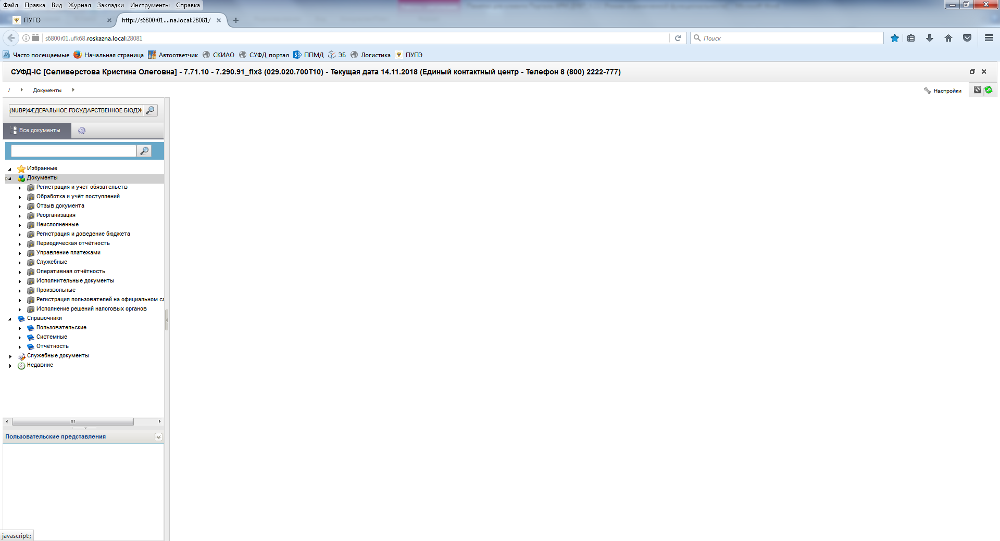 Файл Правка Вид Журнал Закладки Инструменты Справка
ПУПЭ http://s6800r01....na.local:28081/
s6800r01.ufk68.roskazna.local:28081 Поиск
Часто посещаемые Начальная страница Автоответчик СКИАО СУФД_портал ППМД ЭБ Логистика ПУПЭ
СУФД-IC [Селиверстова Кристина Олеговна] - 7.71.10 - 7.290.91_fix3 (029.020.700T10) - Текущая дата 14.11.2018 (Единый контактный центр - Телефон 8 (800) 2222-777)
/ Документы Настройки
(NUBP)ФЕДЕРАЛЬНОЕ ГОСУДАРСТВЕННОЕ БЮДЖ
Все документы
Избранные
Документы
Регистрация и учет обязательств
Обработка и учёт поступлений
Отзыв документа
Реорганизация
Неисполненные
Регистрация и доведение бюджета
Периодическая отчётность
Управление платежами
Служебные
Оперативная отчётность
Исполнительные документы
Произвольные
Регистрация пользователей на официальном са
Исполнение решений налоговых органов
Справочники
Пользовательские
Системные
Отчётность
Служебные документы
Недавние
Пользовательские представления
javascript:;